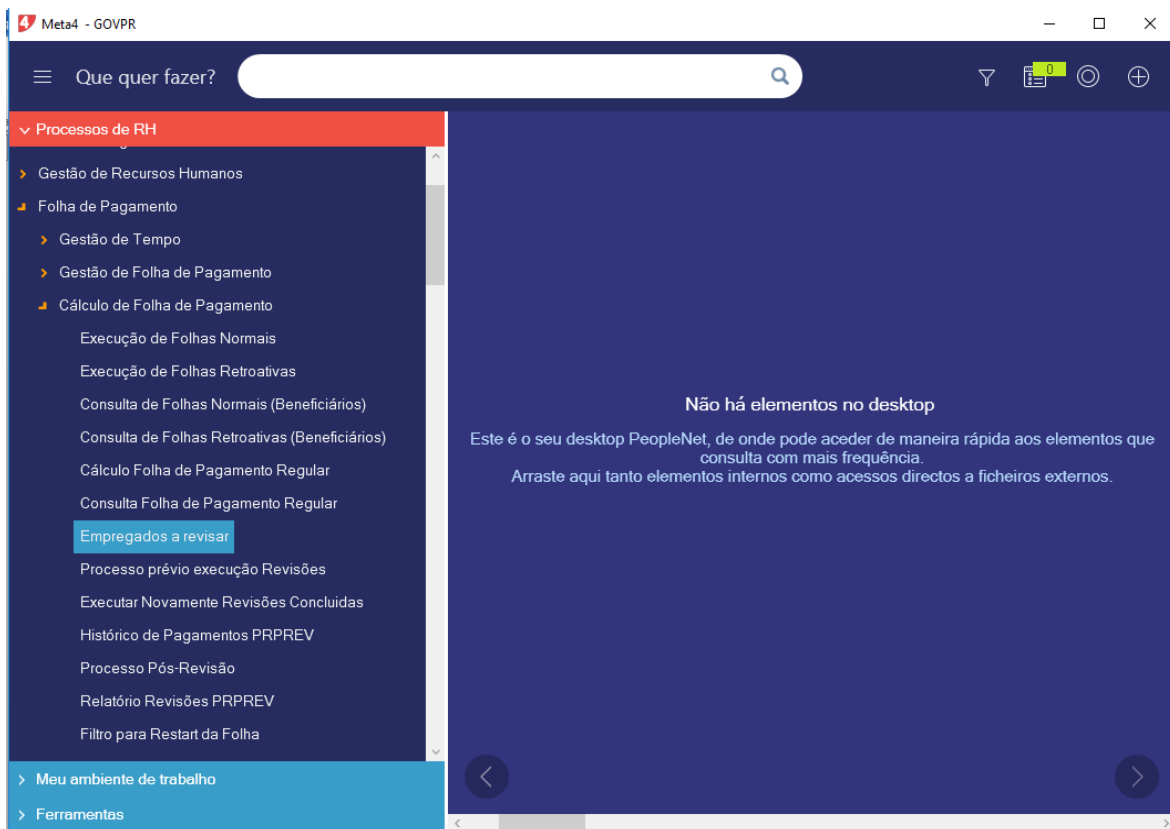 Meta4 - GOVPR
Que quer fazer?
0
Processos de RH
Gestão de Recursos Humanos
Folha de Pagamento
Gestão de Tempo
Gestão de Folha de Pagamento
Cálculo de Folha de Pagamento
Execução de Folhas Normais
Execução de Folhas Retroativas
Consulta de Folhas Normais (Beneficiários)
Consulta de Folhas Retroativas (Beneficiários)
Cálculo Folha de Pagamento Regular
Consulta Folha de Pagamento Regular
Empregados a revisar
Processo prévio execução Revisões
Executar Novamente Revisões Concluidas
Histórico de Pagamentos PRPREV
Processo Pós-Revisão
Relatório Revisões PRPREV
Filtro para Restart da Folha
Meu ambiente de trabalho
Ferramentas
Não há elementos no desktop
Este é o seu desktop PeopleNet, de onde pode aceder de maneira rápida aos elementos que
consulta com mais frequência.
Arraste aqui tanto elementos internos como acessos directos a ficheiros externos.